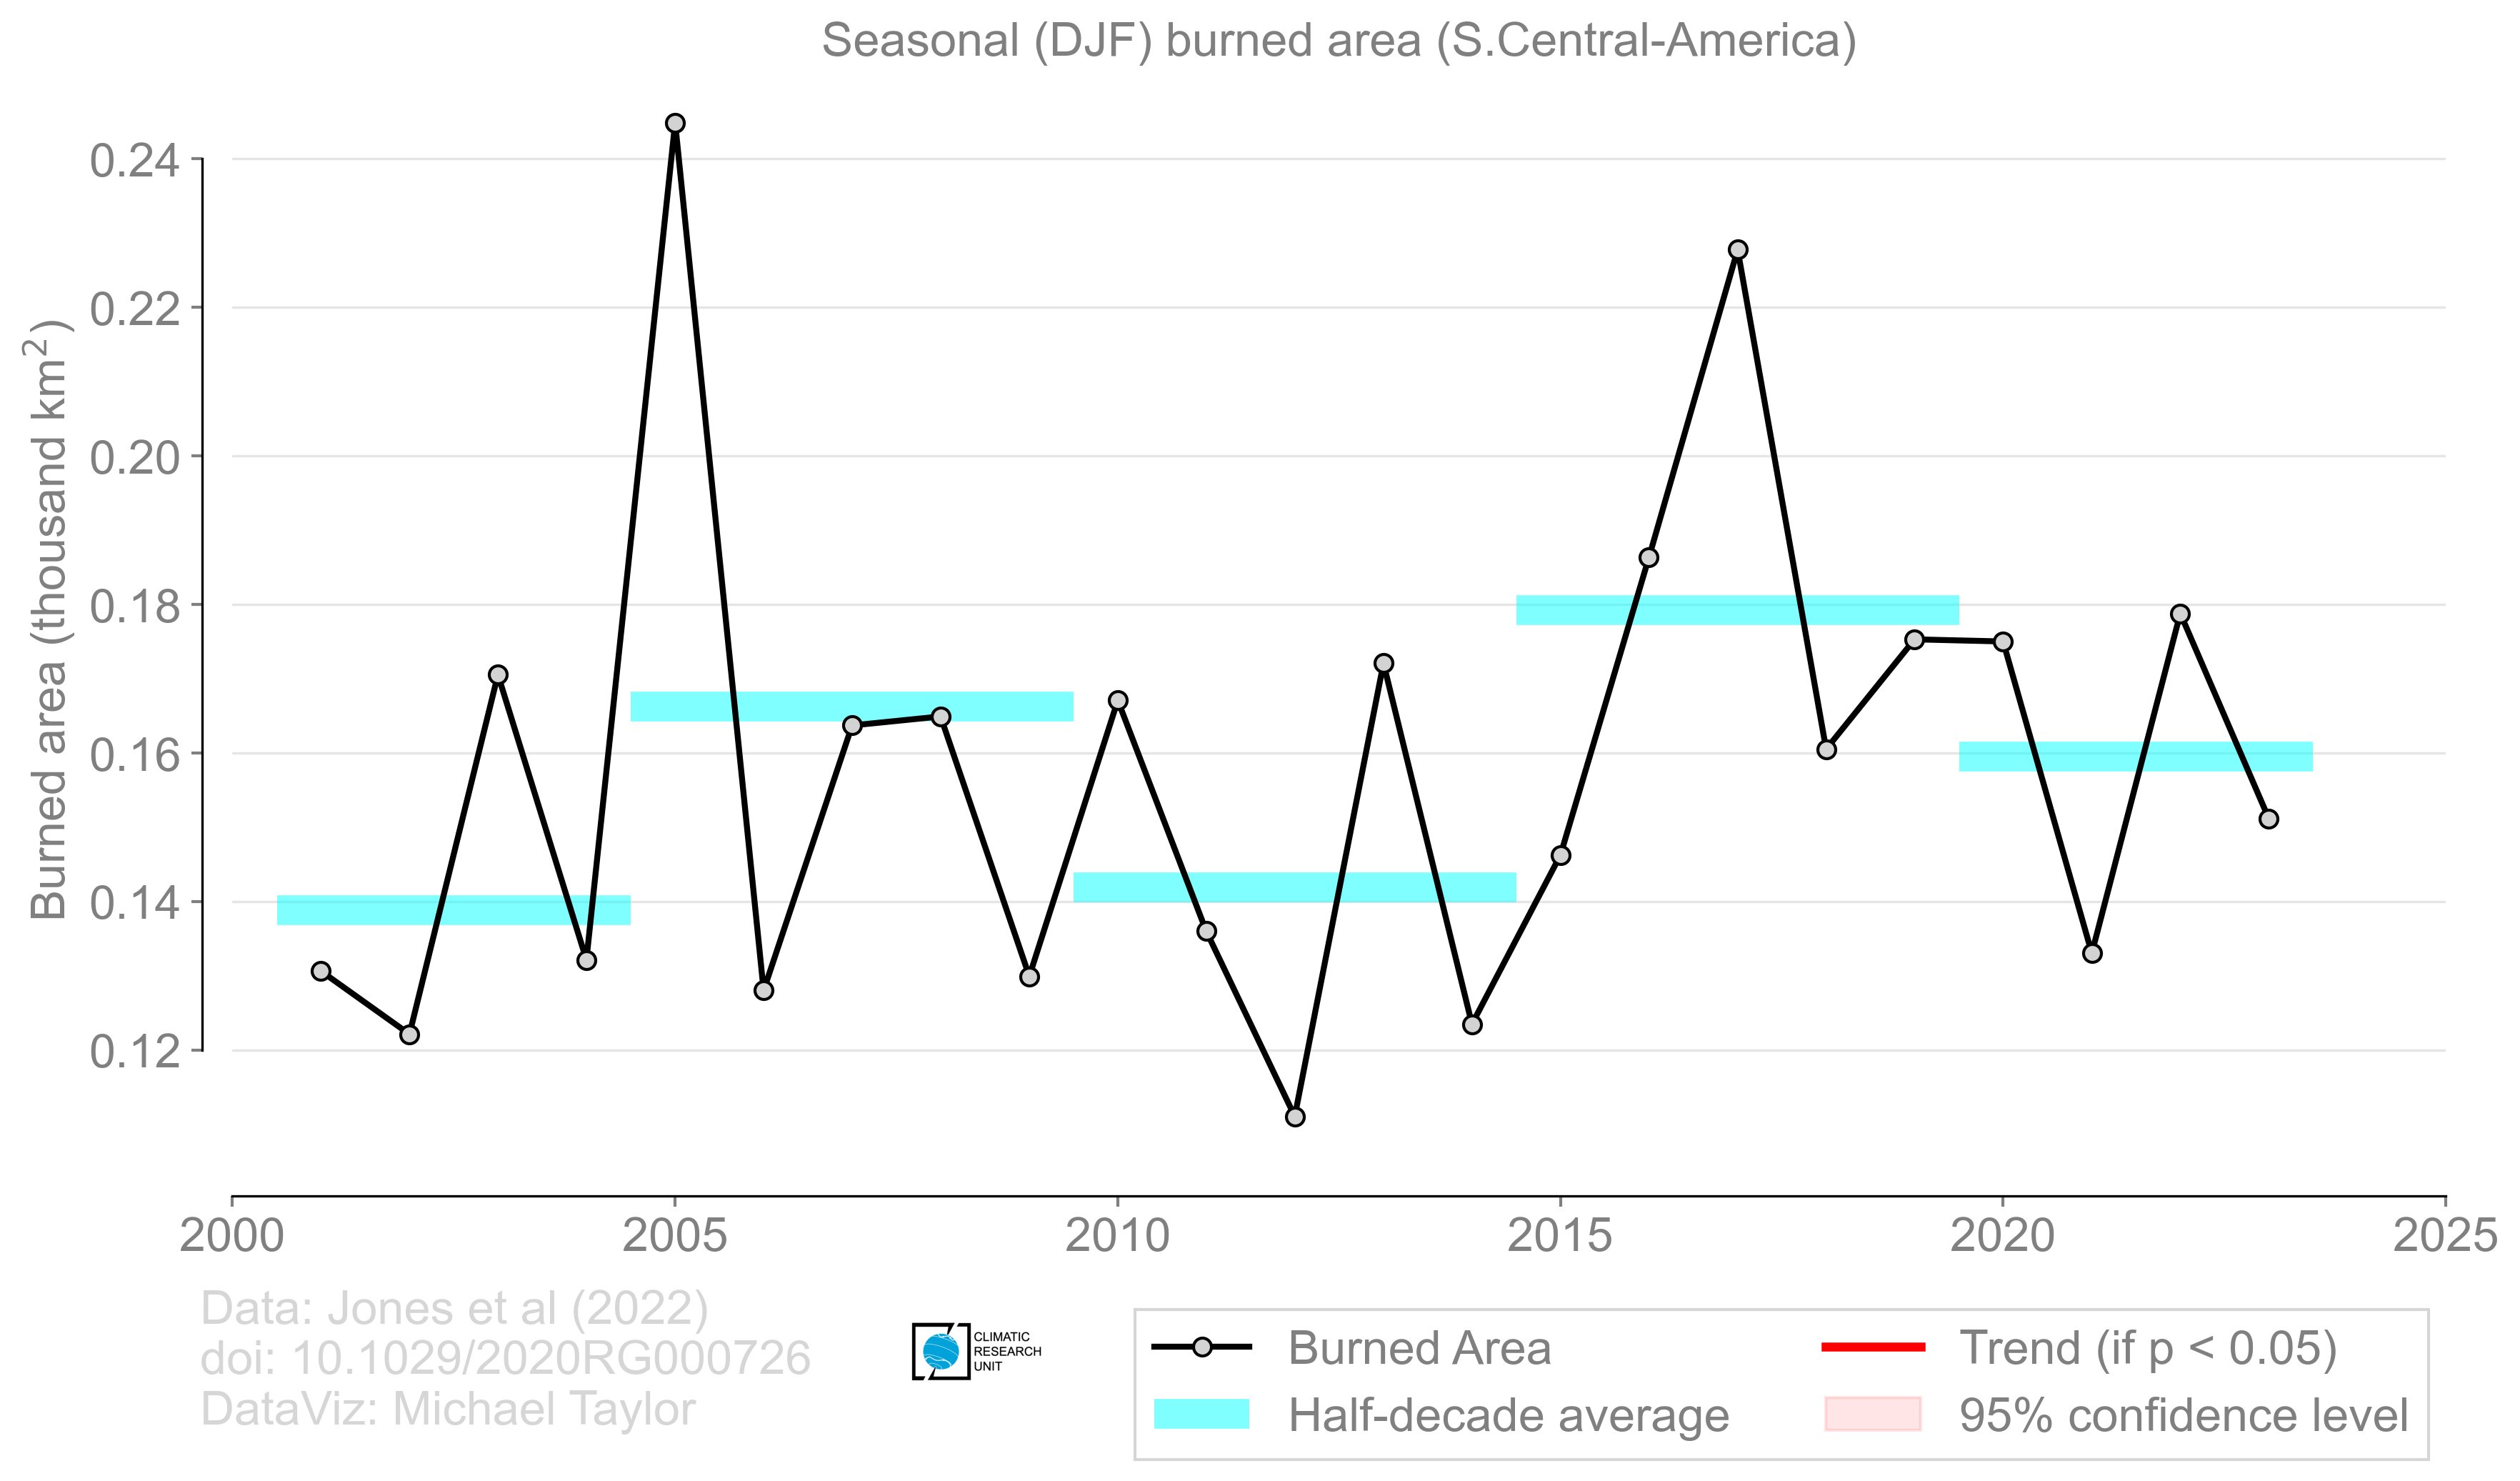 Seasonal (DJF) burned area (S.Central-America)
Burned area (thousand km²)
0.24
0.22
0.20
0.18
0.16
0.14
0.12
2000 2005 2010 2015 2020 2025
Data: Jones et al (2022)
doi: 10.1029/2020RG000726
DataViz: Michael Taylor
CLIMATIC
RESEARCH
UNIT
Burned Area
Half-decade average
Trend (if p < 0.05)
95% confidence level